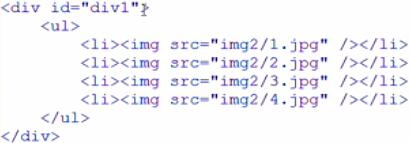 <div id="div1">
    <ul>
        <li><img src="img2/1.jpg" /></li>
        <li><img src="img2/2.jpg" /></li>
        <li><img src="img2/3.jpg" /></li>
        <li><img src="img2/4.jpg" /></li>
    </ul>
</div>